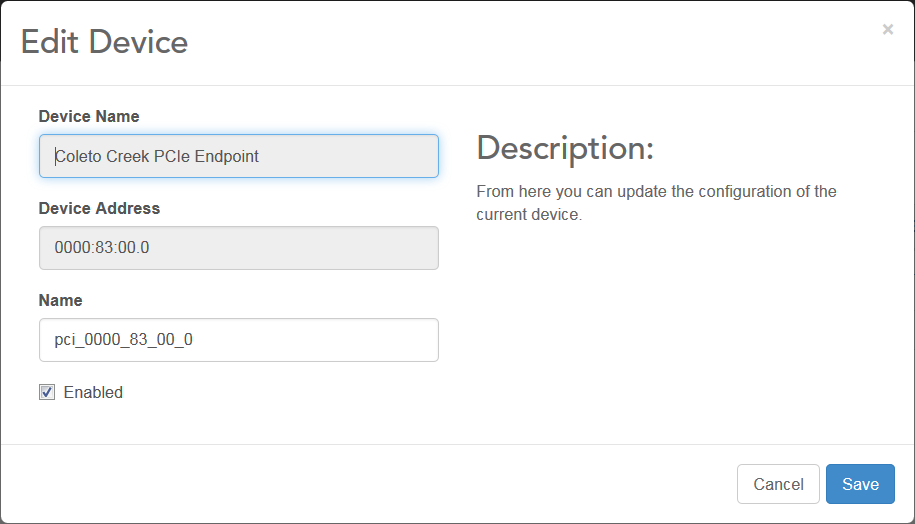 Edit Device
×
Device Name
Coleto Creek PCIe Endpoint
Device Address
0000:83:00.0
Name
pci_0000_83_00_0
Enabled
Description:
From here you can update the configuration of the
current device.
Cancel
Save